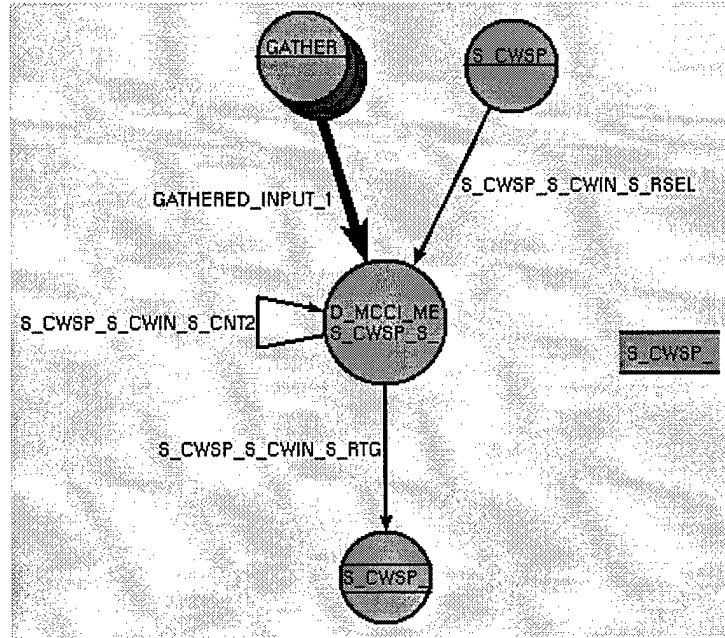 GATHER
S_CWSP
GATHERED_INPUT_1
S_CWSP_S_CWIN_S_RSEL
S_CWSP_S_CWIN_S_CNT2
D_MCCI_ME
S_CWSP_S_
S_CWSP_
S_CWSP_S_CWIN_S_RTG
S_CWSP_